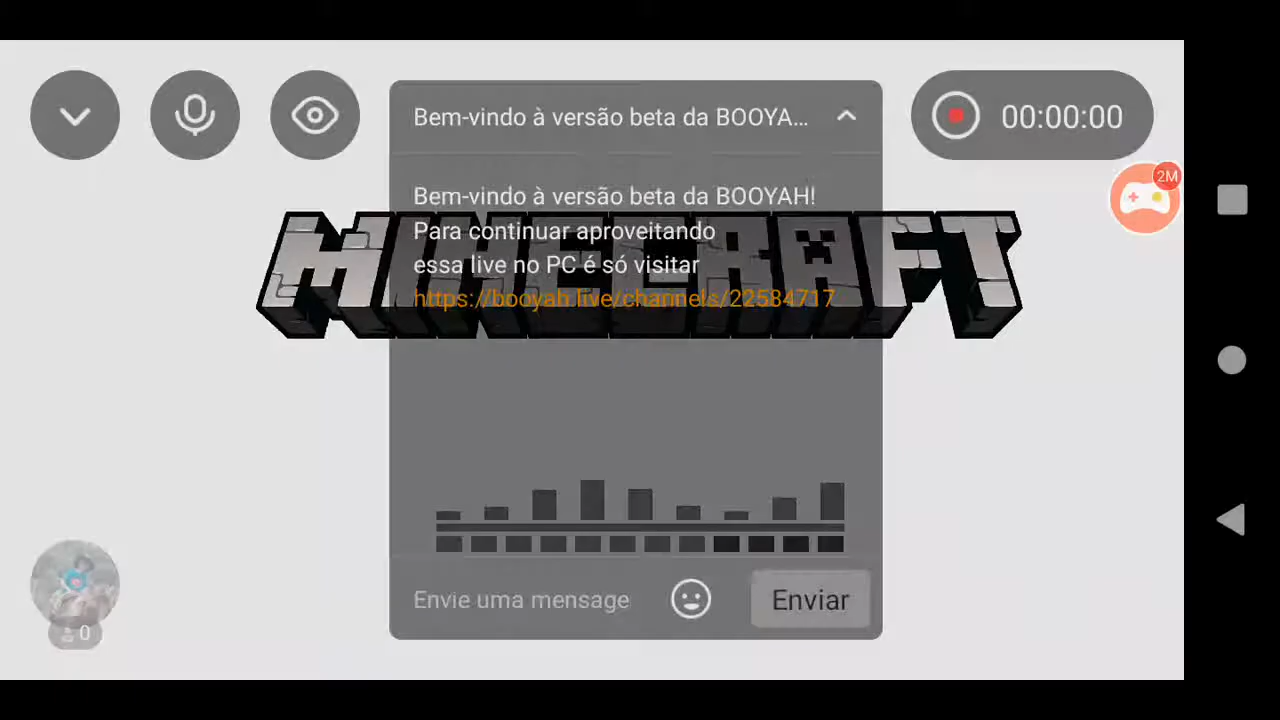 Bem-vindo à versão beta da BOOYA...
00:00:00
2M
Bem-vindo à versão beta da BOOYAH!
Para continuar aproveitando
essa live no PC é só visitar
https://booyah.live/channels/22584717
MINECRAFT
Envie uma mensage
Enviar
0